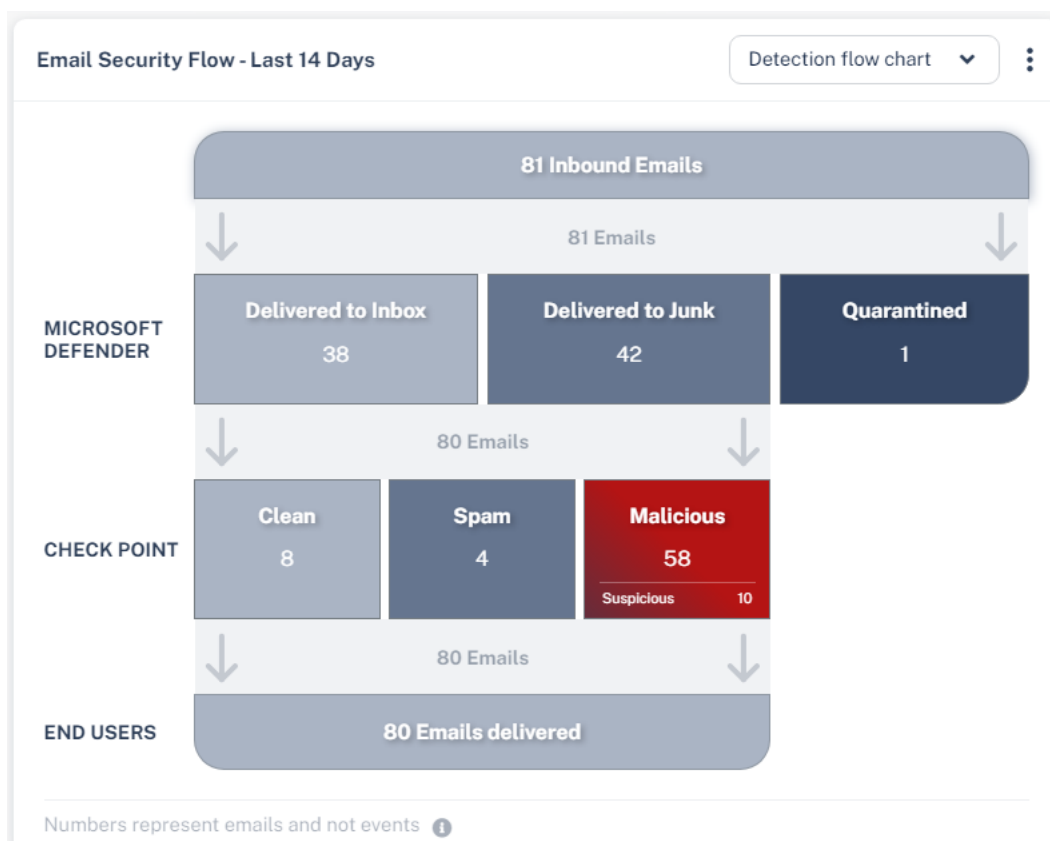 Email Security Flow - Last 14 Days
Detection flow chart
81 Inbound Emails
81 Emails
MICROSOFT
DEFENDER
Delivered to Inbox
38
Delivered to Junk
42
Quarantined
1
80 Emails
CHECK POINT
Clean
8
Spam
4
Malicious
58
Suspicious 10
80 Emails
END USERS
80 Emails delivered
Numbers represent emails and not events